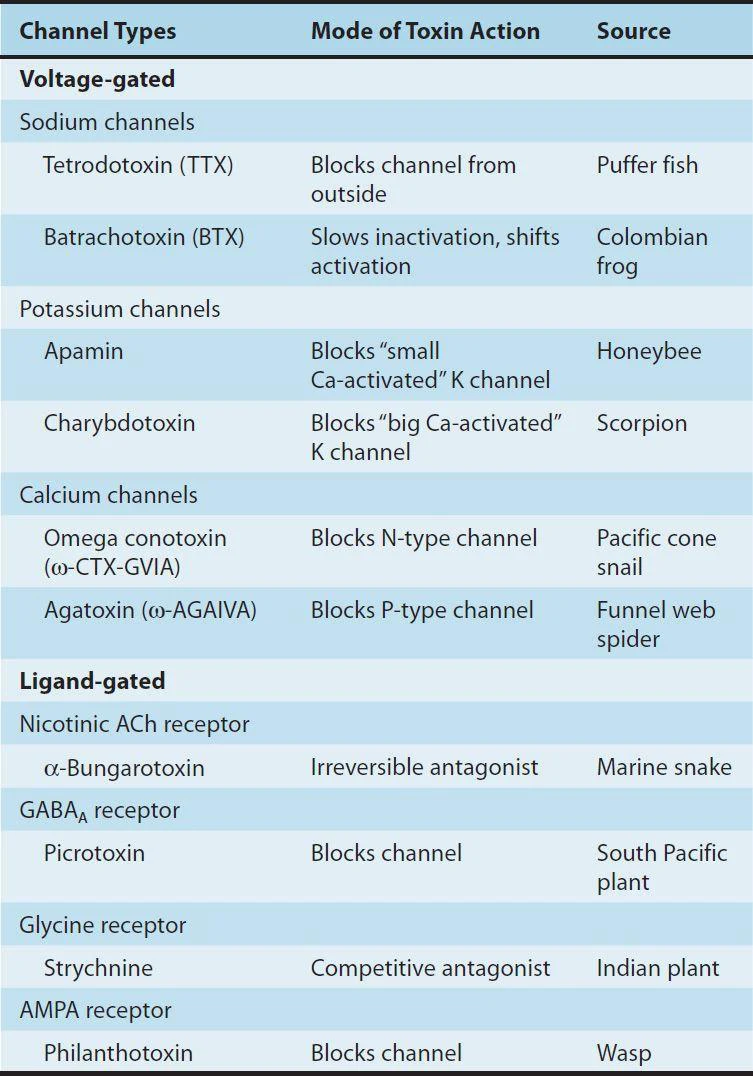 Channel Types Mode of Toxin Action Source
Voltage-gated
Sodium channels
Tetrodotoxin (TTX) Blocks channel from Puffer fish
outside
Batrachotoxin (BTX) Slows inactivation, shifts Colombian
activation frog
Potassium channels
Apamin Blocks “small Honeybee
Ca-activated” K channel
Charybdotoxin Blocks “big Ca-activated” Scorpion
K channel
Calcium channels
Omega conotoxin Blocks N-type channel Pacific cone
(ω-CTX-GVIA) snail
Agatoxin (ω-AGAIVA) Blocks P-type channel Funnel web
spider
Ligand-gated
Nicotinic ACh receptor
α-Bungarotoxin Irreversible antagonist Marine snake
GABA_A receptor
Picrotoxin Blocks channel South Pacific
plant
Glycine receptor
Strychnine Competitive antagonist Indian plant
AMPA receptor
Philanthotoxin Blocks channel Wasp